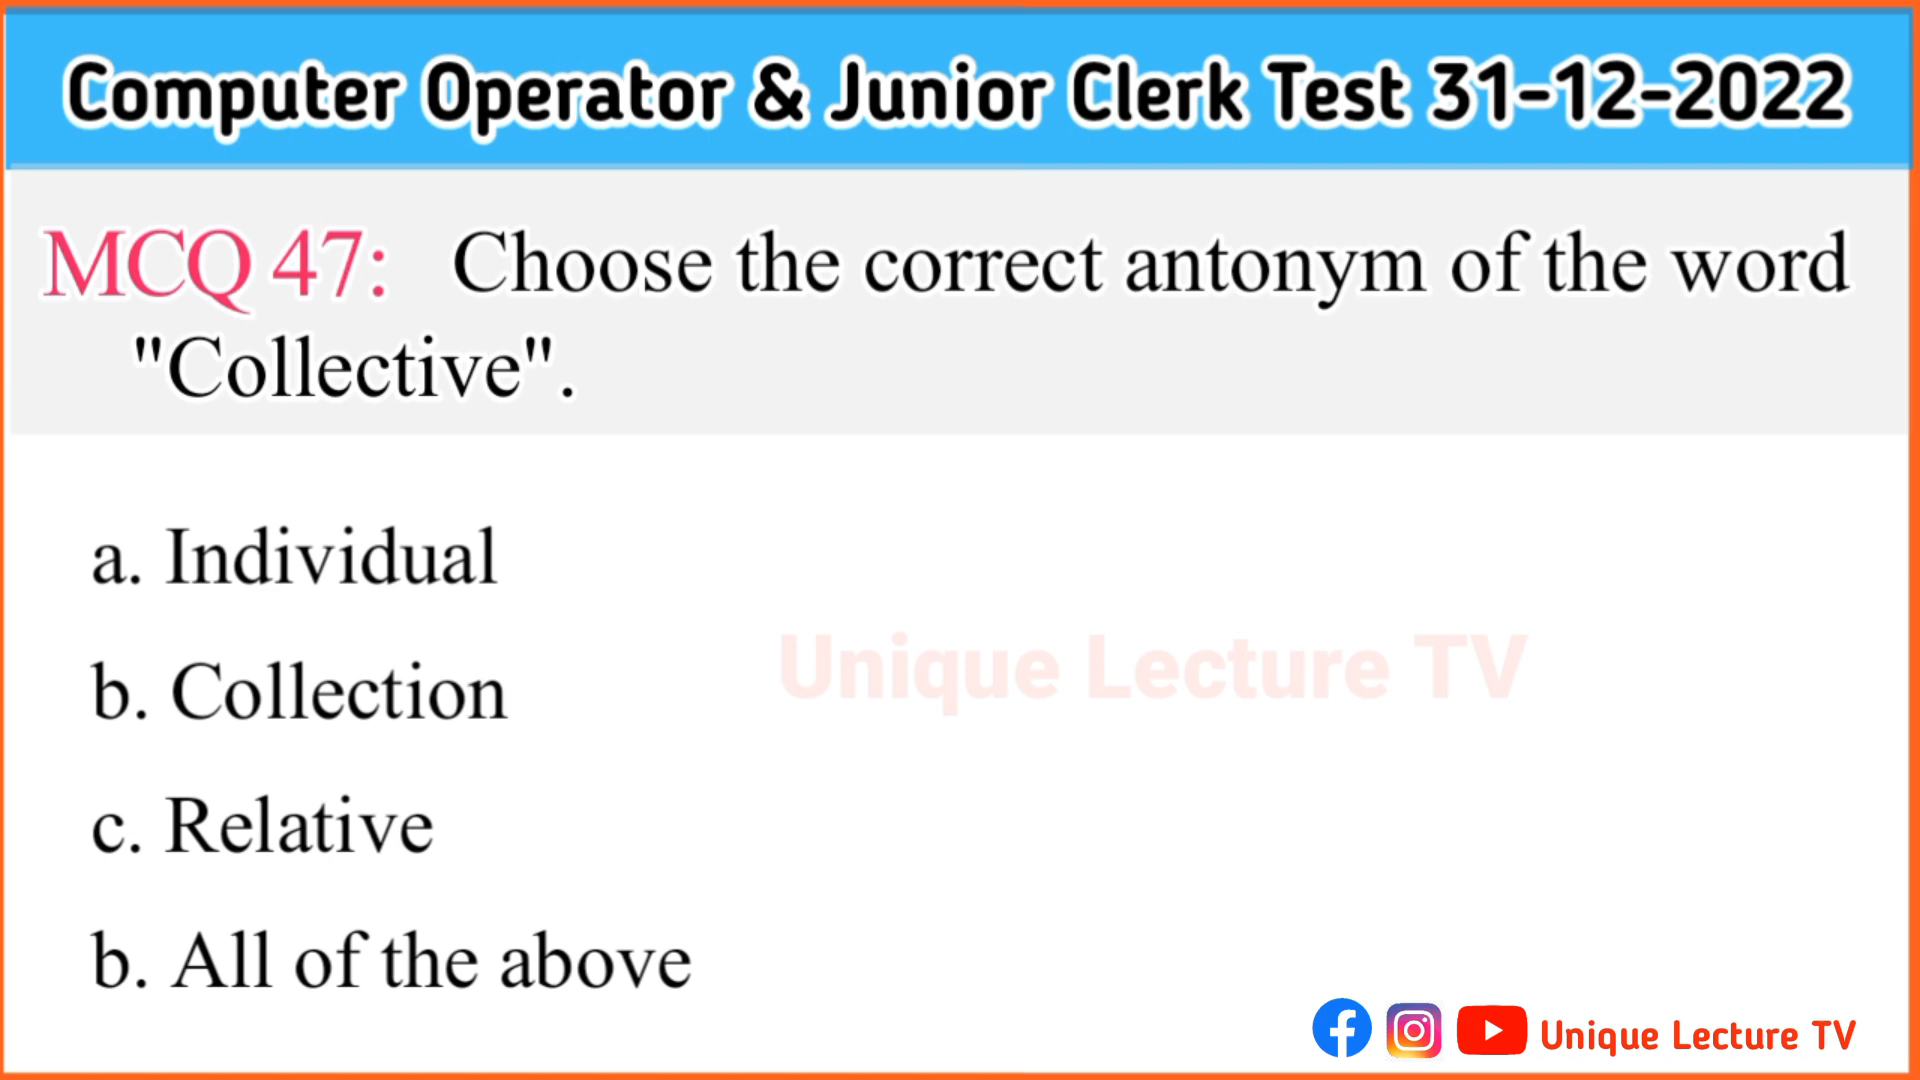 Computer Operator & Junior Clerk Test 31-12-2022
MCQ 47: Choose the correct antonym of the word
"Collective".
a. Individual
b. Collection
Unique Lecture TV
c. Relative
b. All of the above
Unique Lecture TV